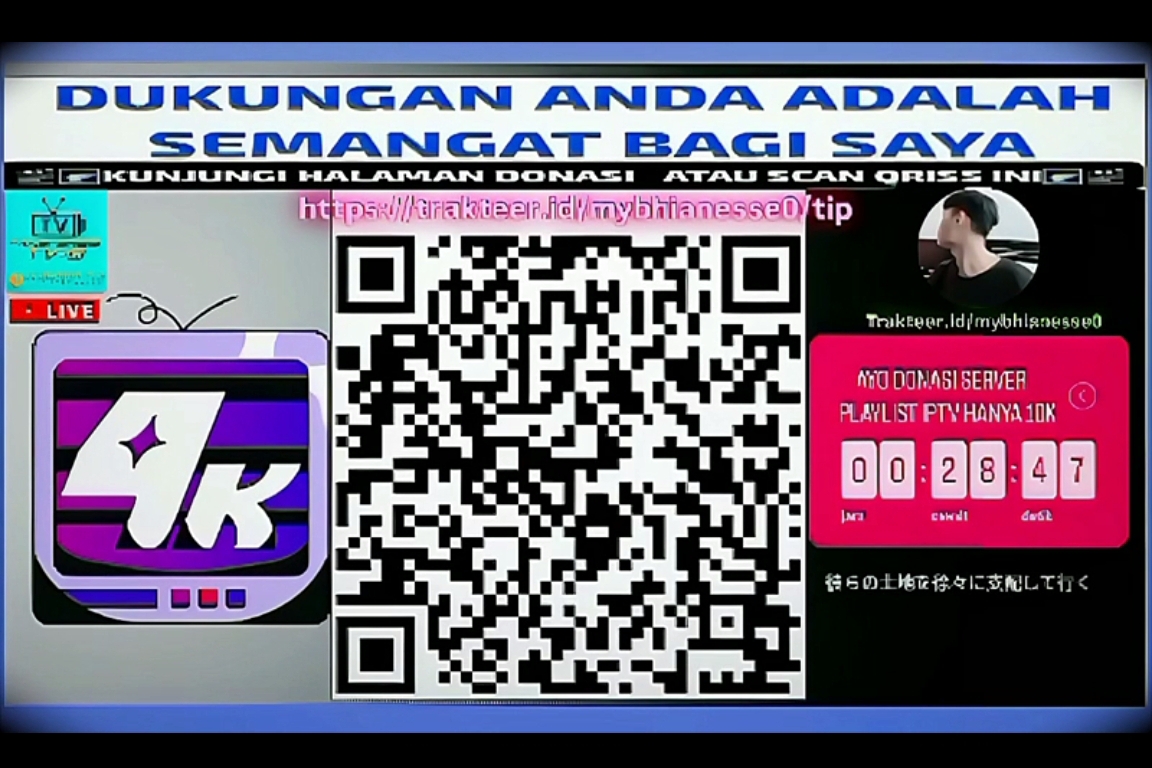 DUKUNGAN ANDA ADALAH
SEMANGAT BAGI SAYA
KUNJUNGI HALAMAN DONASI ATAU SCAN QRISS INI
https://trakteer.id/mybhianesse0/tip
TV
LIVE
4K
Trakteer.id/mybhianesse0
AYO DONASI SERVER
PLAYLIST IPTV HANYA 10K
00:28:47
jam menit detik
彼らの土地を徐々に支配して行く